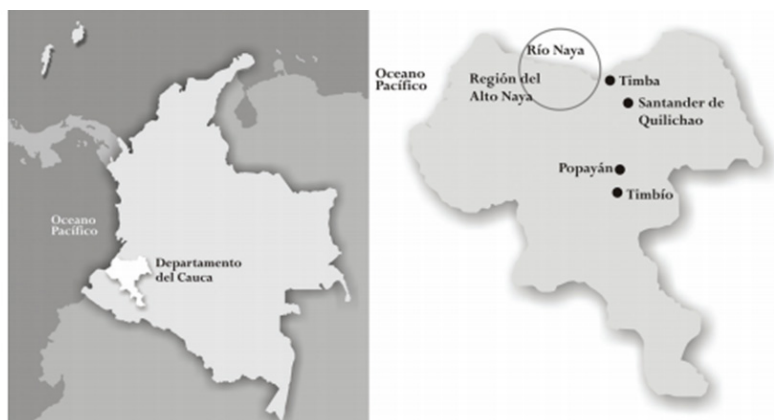 Oceano
Pacífico
Departamento
del Cauca
Río Naya
Oceano
Pacífico
Región del
Alto Naya
Timba
Santander de
Quilichao
Popayán
Timbío